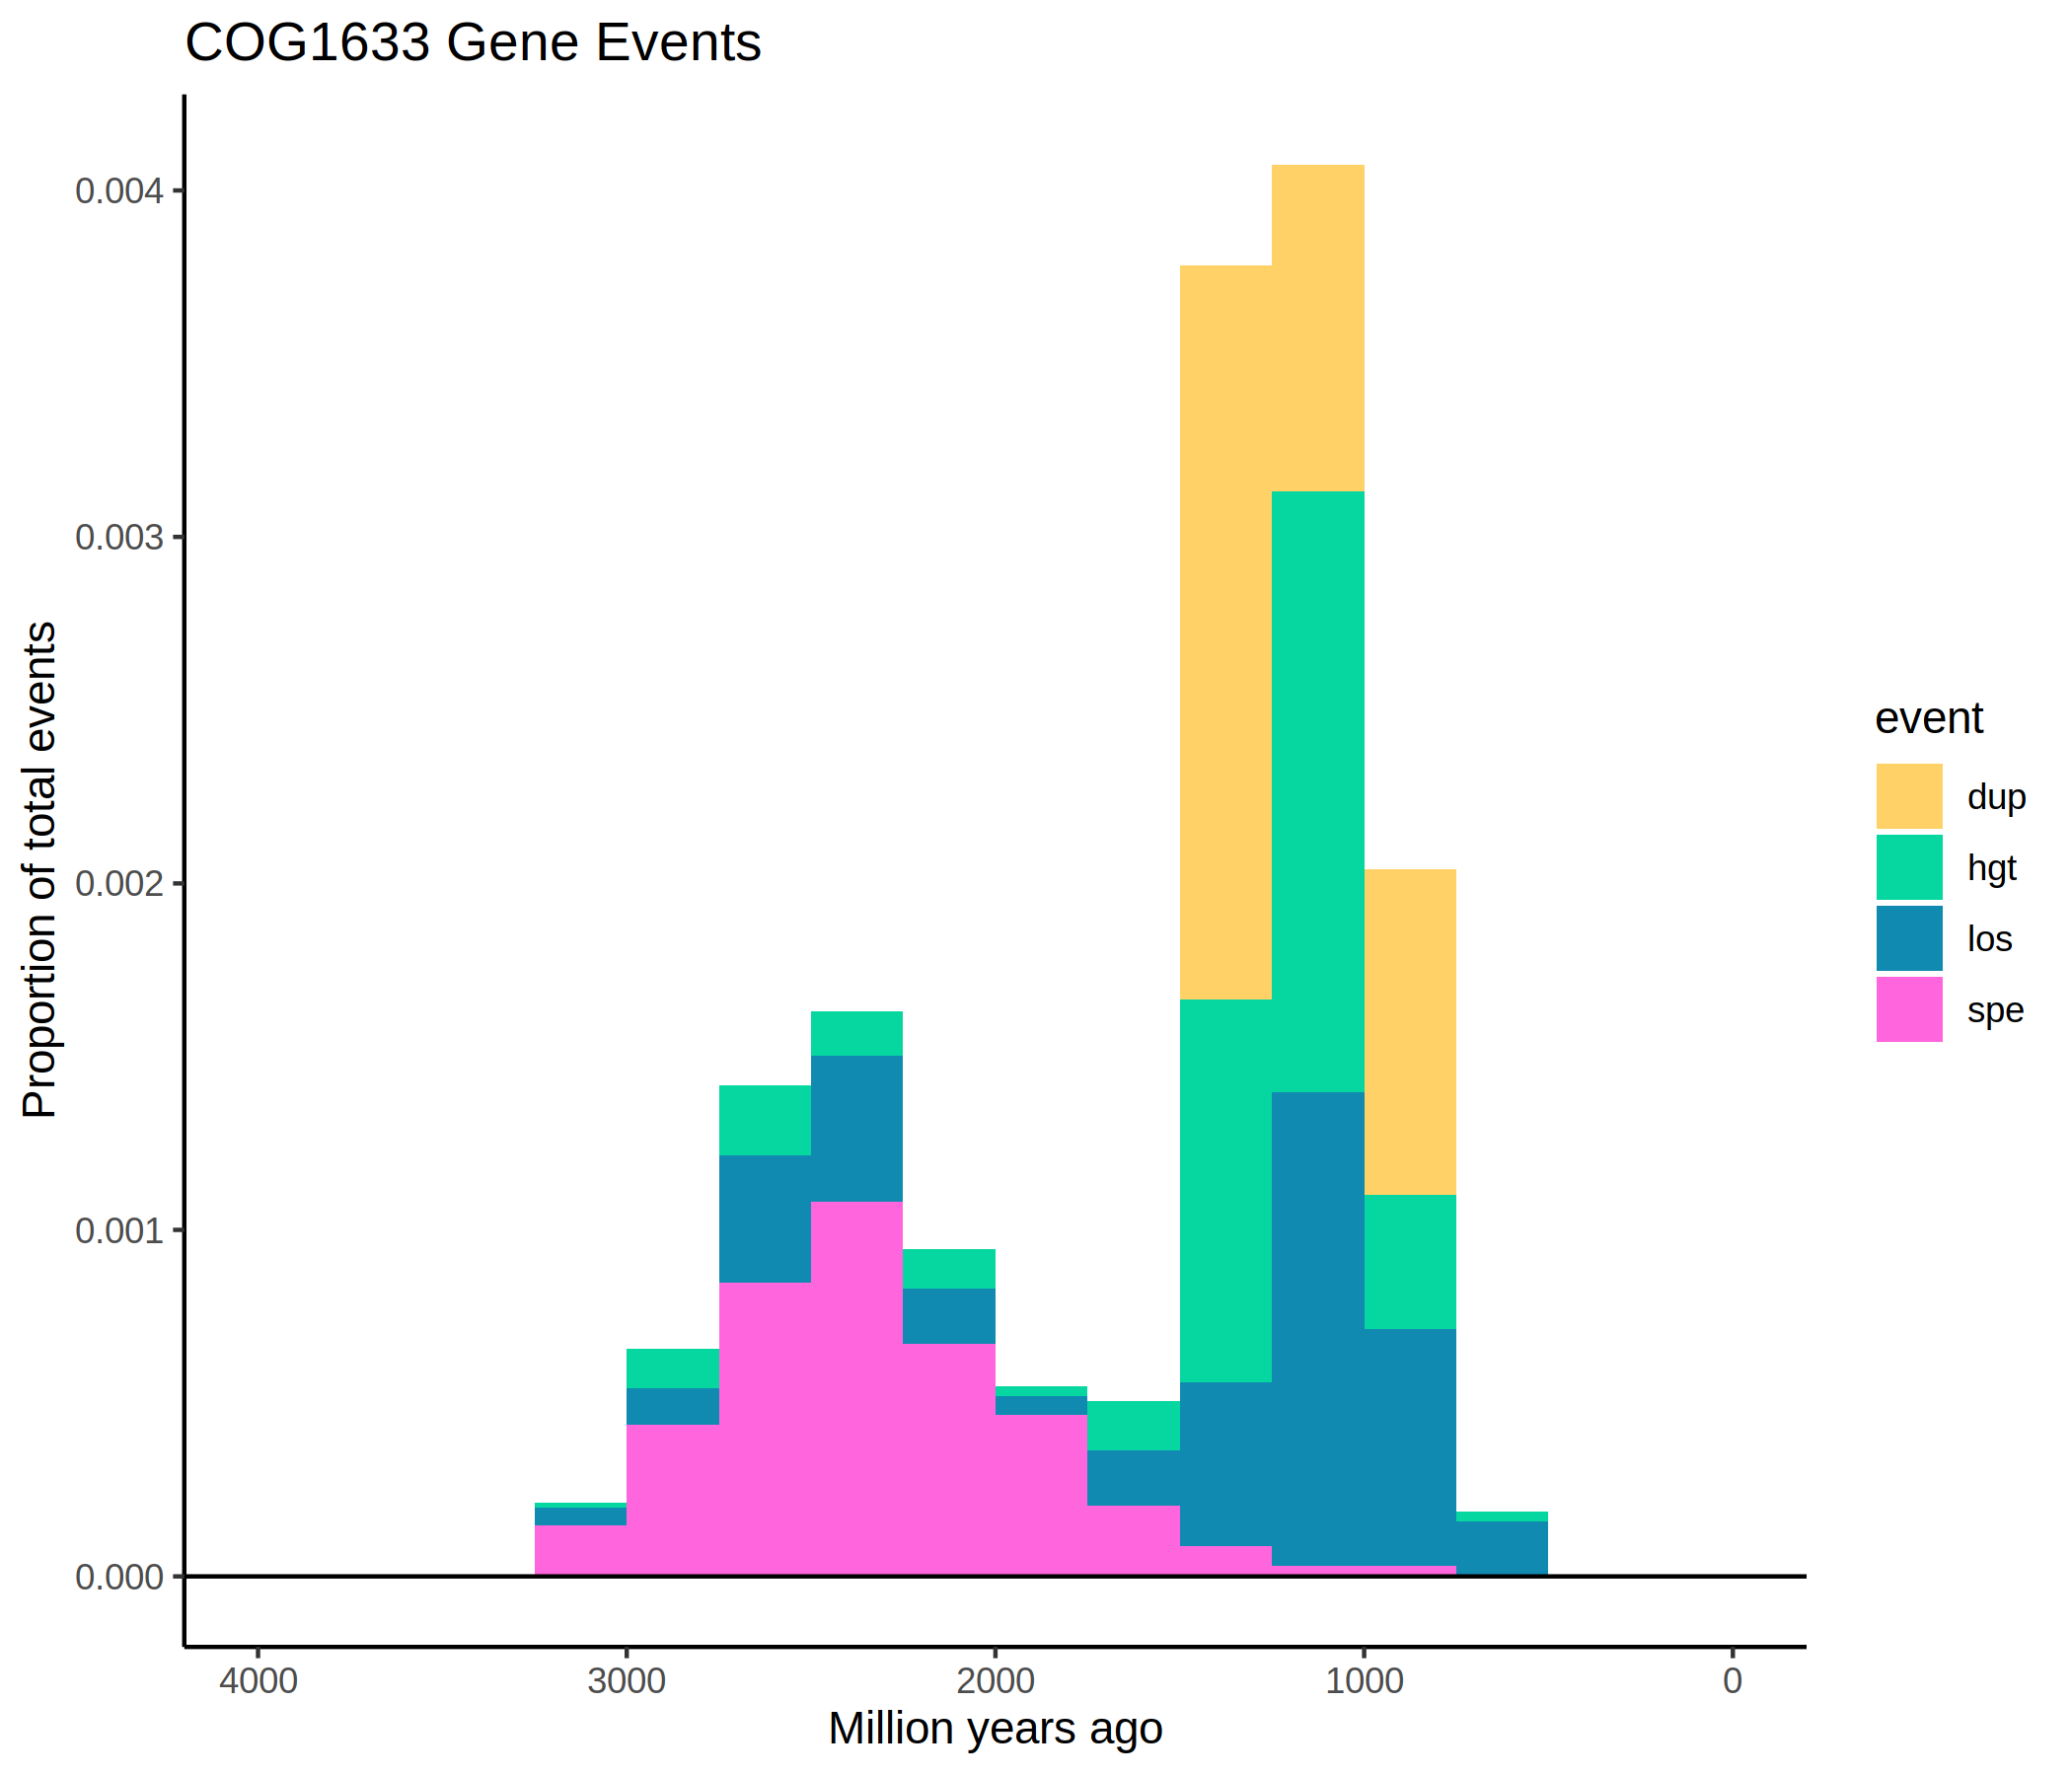 COG1633 Gene Events
Proportion of total events
0.004
0.003
0.002
0.001
0.000
4000 3000 2000 1000 0
Million years ago
event
dup
hgt
los
spe